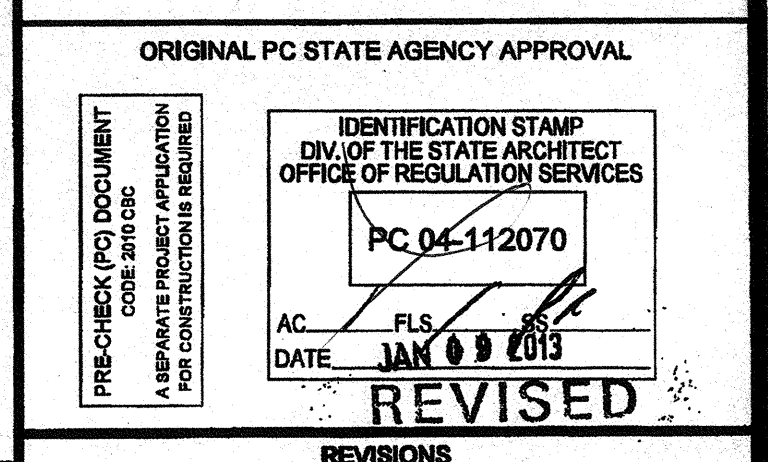 ORIGINAL PC STATE AGENCY APPROVAL
PRE-CHECK (PC) DOCUMENT
CODE: 2010 CBC
A SEPARATE PROJECT APPLICATION
FOR CONSTRUCTION IS REQUIRED
IDENTIFICATION STAMP
DIV. OF THE STATE ARCHITECT
OFFICE OF REGULATION SERVICES
PC 04-112070
AC FLS SS
DATE JAN 09 2013
REVISED
REVISIONS